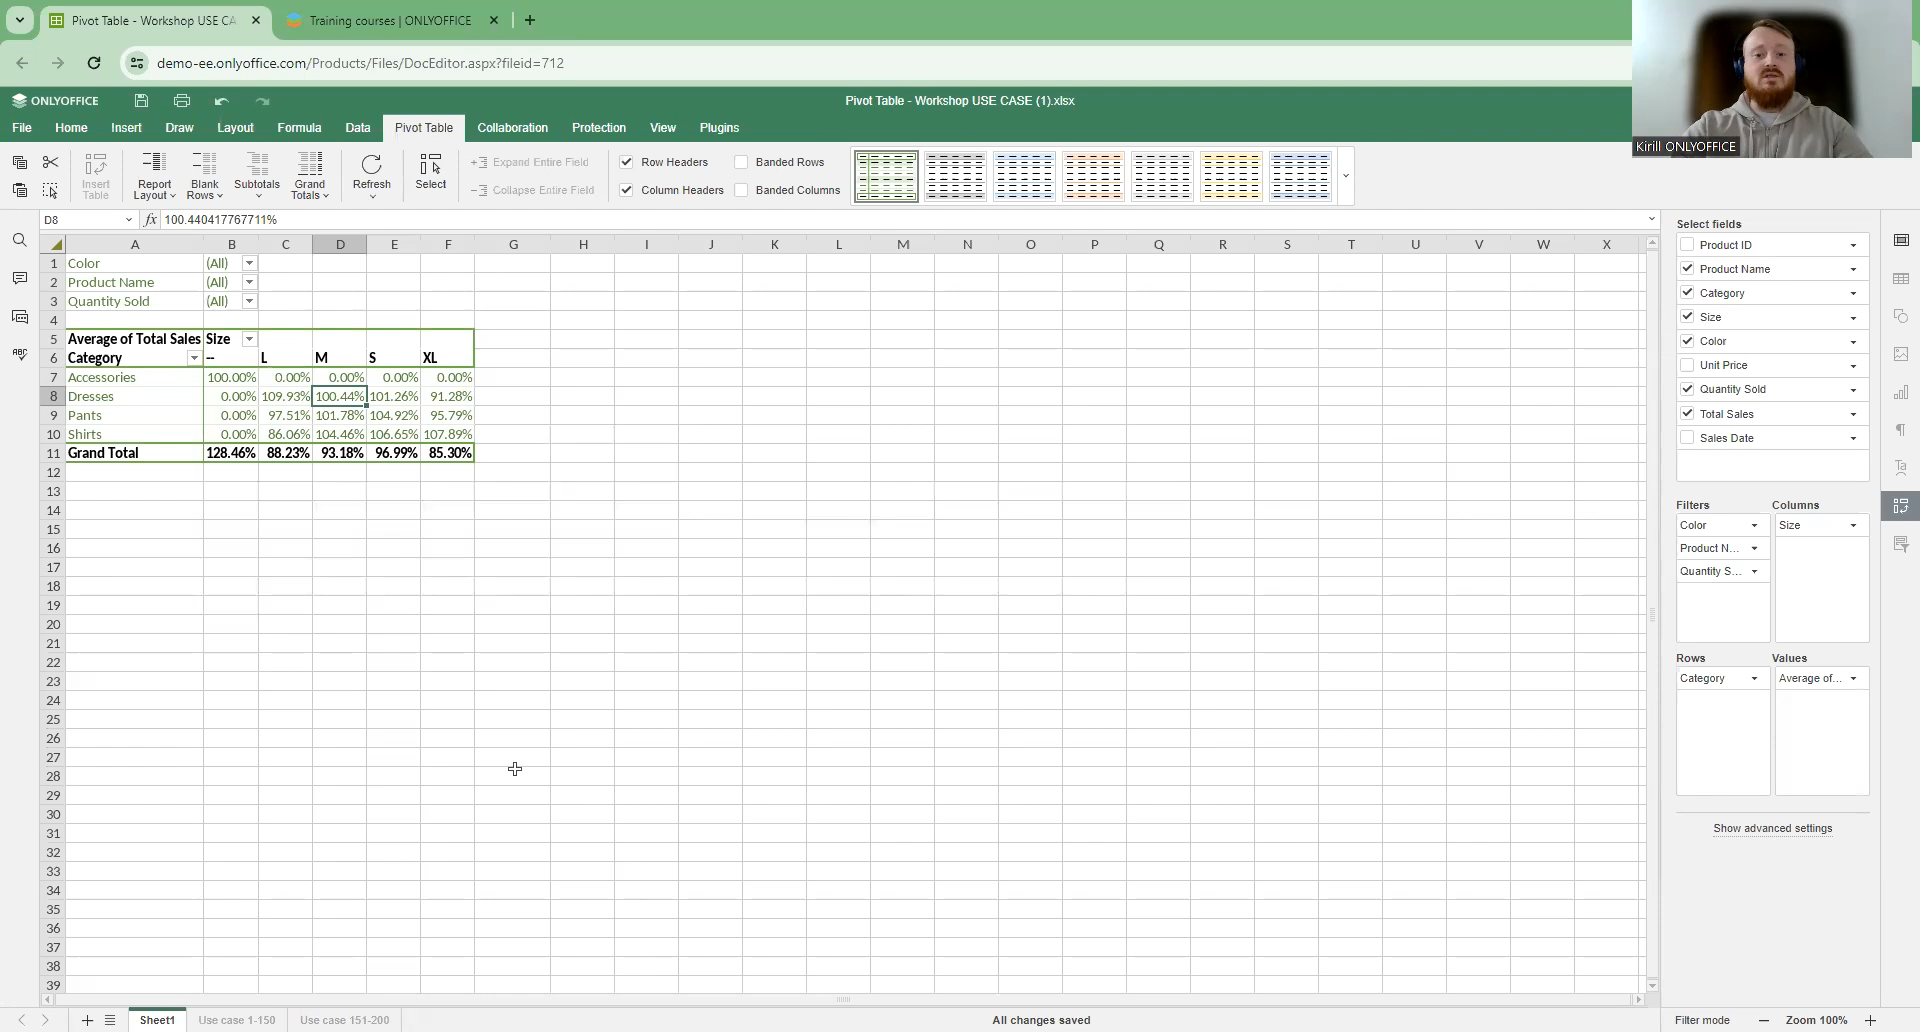 Pivot Table - Workshop USE CA
Training courses | ONLYOFFICE
demo-ee.onlyoffice.com/Products/Files/DocEditor.aspx?fileid=712
ONLYOFFICE
Pivot Table - Workshop USE CASE (1).xlsx
Kirill ONLYOFFICE
File Home Insert Draw Layout Formula Data Pivot Table Collaboration Protection View Plugins
Insert Table
Report Layout
Blank Rows
Subtotals
Grand Totals
Refresh
Select
Expand Entire Field
Collapse Entire Field
Row Headers
Column Headers
Banded Rows
Banded Columns
D8 fx 100.440417767711%
A B C D E F G H I J K L M N O P Q R S T U V W X
1 Color (All)
2 Product Name (All)
3 Quantity Sold (All)
4
5 Average of Total Sales Size
6 Category -- L M S XL
7 Accessories 100.00% 0.00% 0.00% 0.00% 0.00%
8 Dresses 0.00% 109.93% 100.44% 101.26% 91.28%
9 Pants 0.00% 97.51% 101.78% 104.92% 95.79%
10 Shirts 0.00% 86.06% 104.46% 106.65% 107.89%
11 Grand Total 128.46% 88.23% 93.18% 96.99% 85.30%
12
13
14
15
16
17
18
19
20
21
22
23
24
25
26
27
28
29
30
31
32
33
34
35
36
37
38
39
Select fields
Product ID
Product Name
Category
Size
Color
Unit Price
Quantity Sold
Total Sales
Sales Date
Filters
Color
Product N...
Quantity S...
Columns
Size
Rows
Category
Values
Average of...
Show advanced settings
ABC
Ta
Sheet1 Use case 1-150 Use case 151-200
All changes saved
Filter mode
Zoom 100%